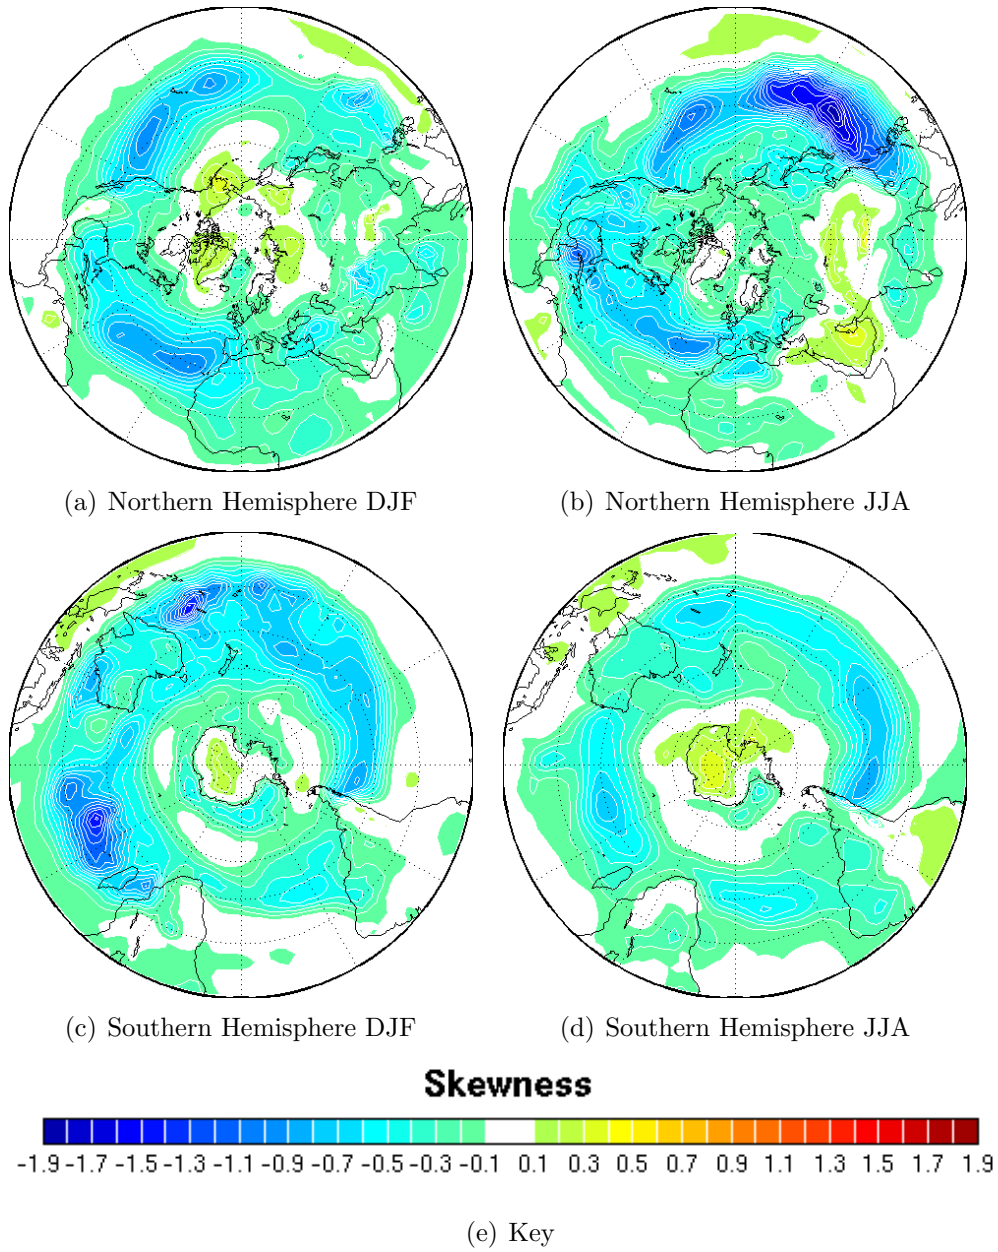 (a) Northern Hemisphere DJF
(b) Northern Hemisphere JJA
(c) Southern Hemisphere DJF
(d) Southern Hemisphere JJA
Skewness
-1.9 -1.7 -1.5 -1.3 -1.1 -0.9 -0.7 -0.5 -0.3 -0.1 0.1 0.3 0.5 0.7 0.9 1.1 1.3 1.5 1.7 1.9
(e) Key